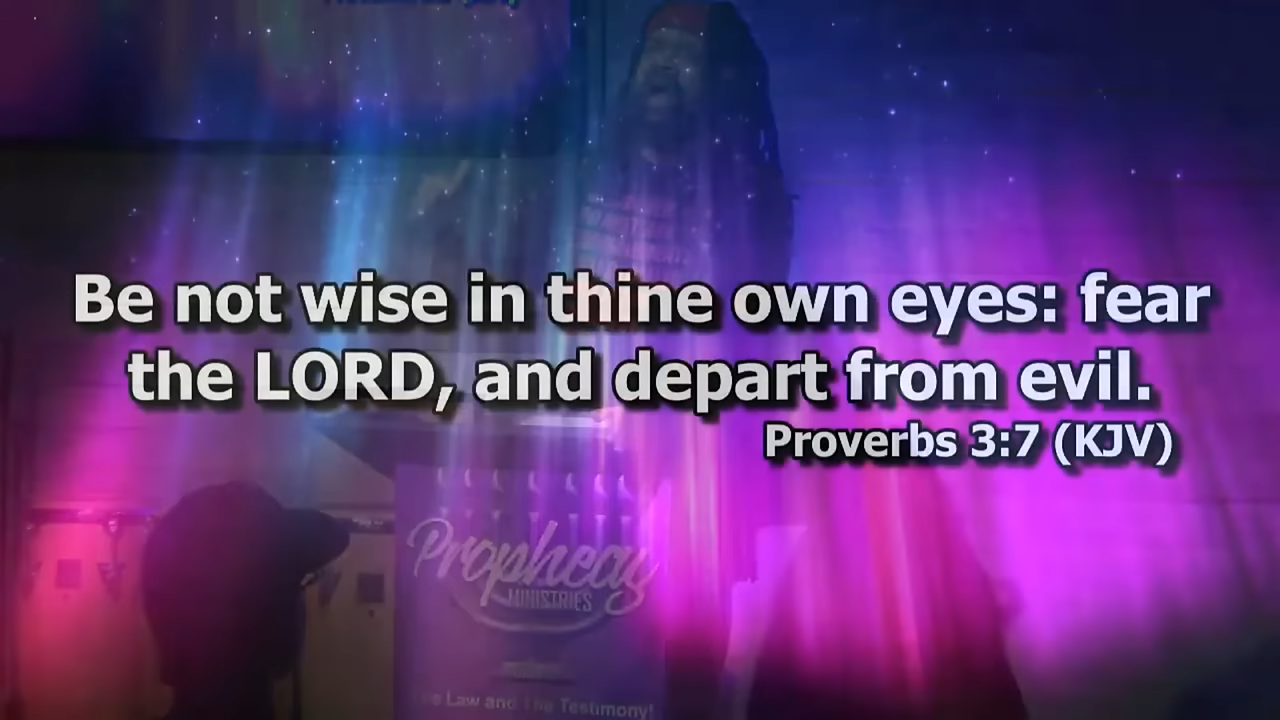 Be not wise in thine own eyes: fear
the LORD, and depart from evil.
Proverbs 3:7 (KJV)
Prophecy
MINISTRIES
Law and The Testimony!